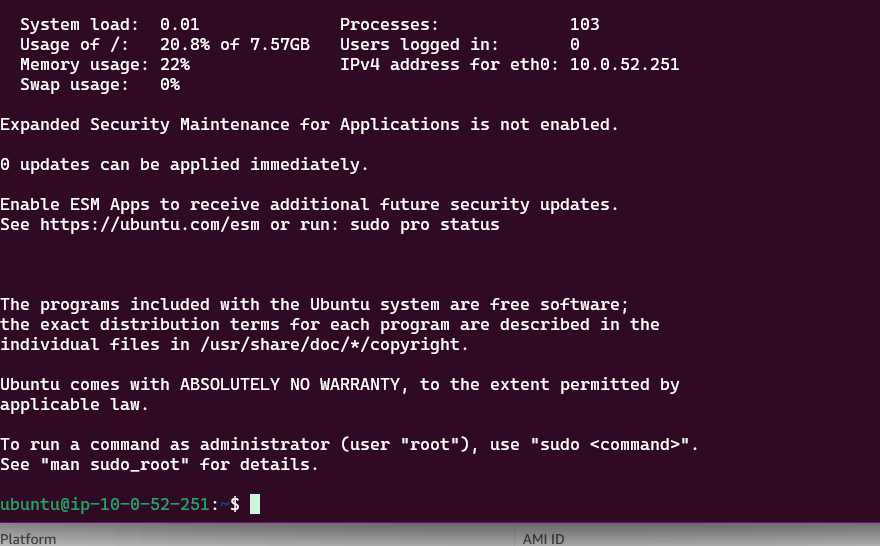 System load:  0.01              Processes:             103
Usage of /:   20.8% of 7.57GB   Users logged in:       0
Memory usage: 22%               IPv4 address for eth0: 10.0.52.251
Swap usage:   0%
Expanded Security Maintenance for Applications is not enabled.
0 updates can be applied immediately.
Enable ESM Apps to receive additional future security updates.
See https://ubuntu.com/esm or run: sudo pro status
The programs included with the Ubuntu system are free software;
the exact distribution terms for each program are described in the
individual files in /usr/share/doc/*/copyright.
Ubuntu comes with ABSOLUTELY NO WARRANTY, to the extent permitted by
applicable law.
To run a command as administrator (user "root"), use "sudo <command>".
See "man sudo_root" for details.
ubuntu@ip-10-0-52-251:~$
Platform AMI ID